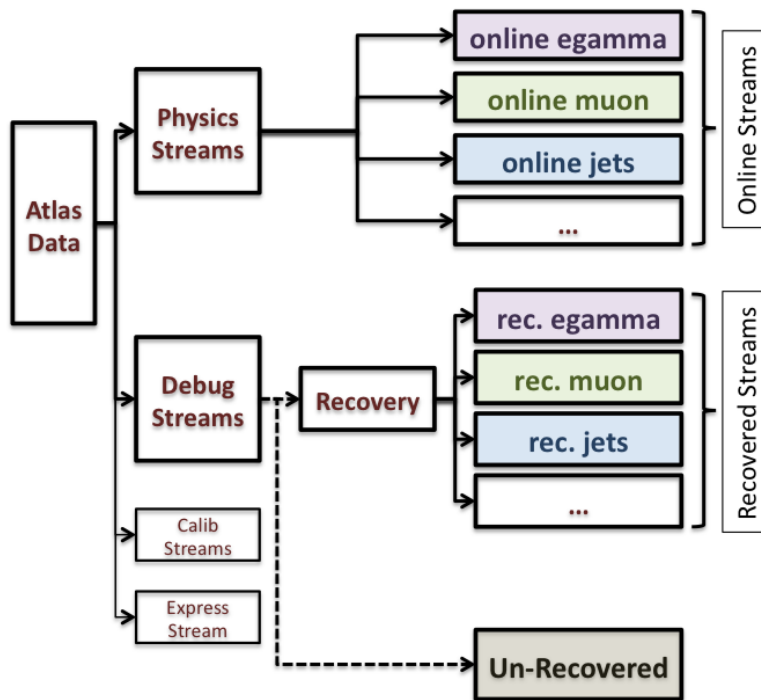 Atlas
Data
Physics
Streams
online egamma
online muon
online jets
...
Online Streams
Debug
Streams
Recovery
rec. egamma
rec. muon
rec. jets
...
Recovered Streams
Calib
Streams
Express
Stream
Un-Recovered